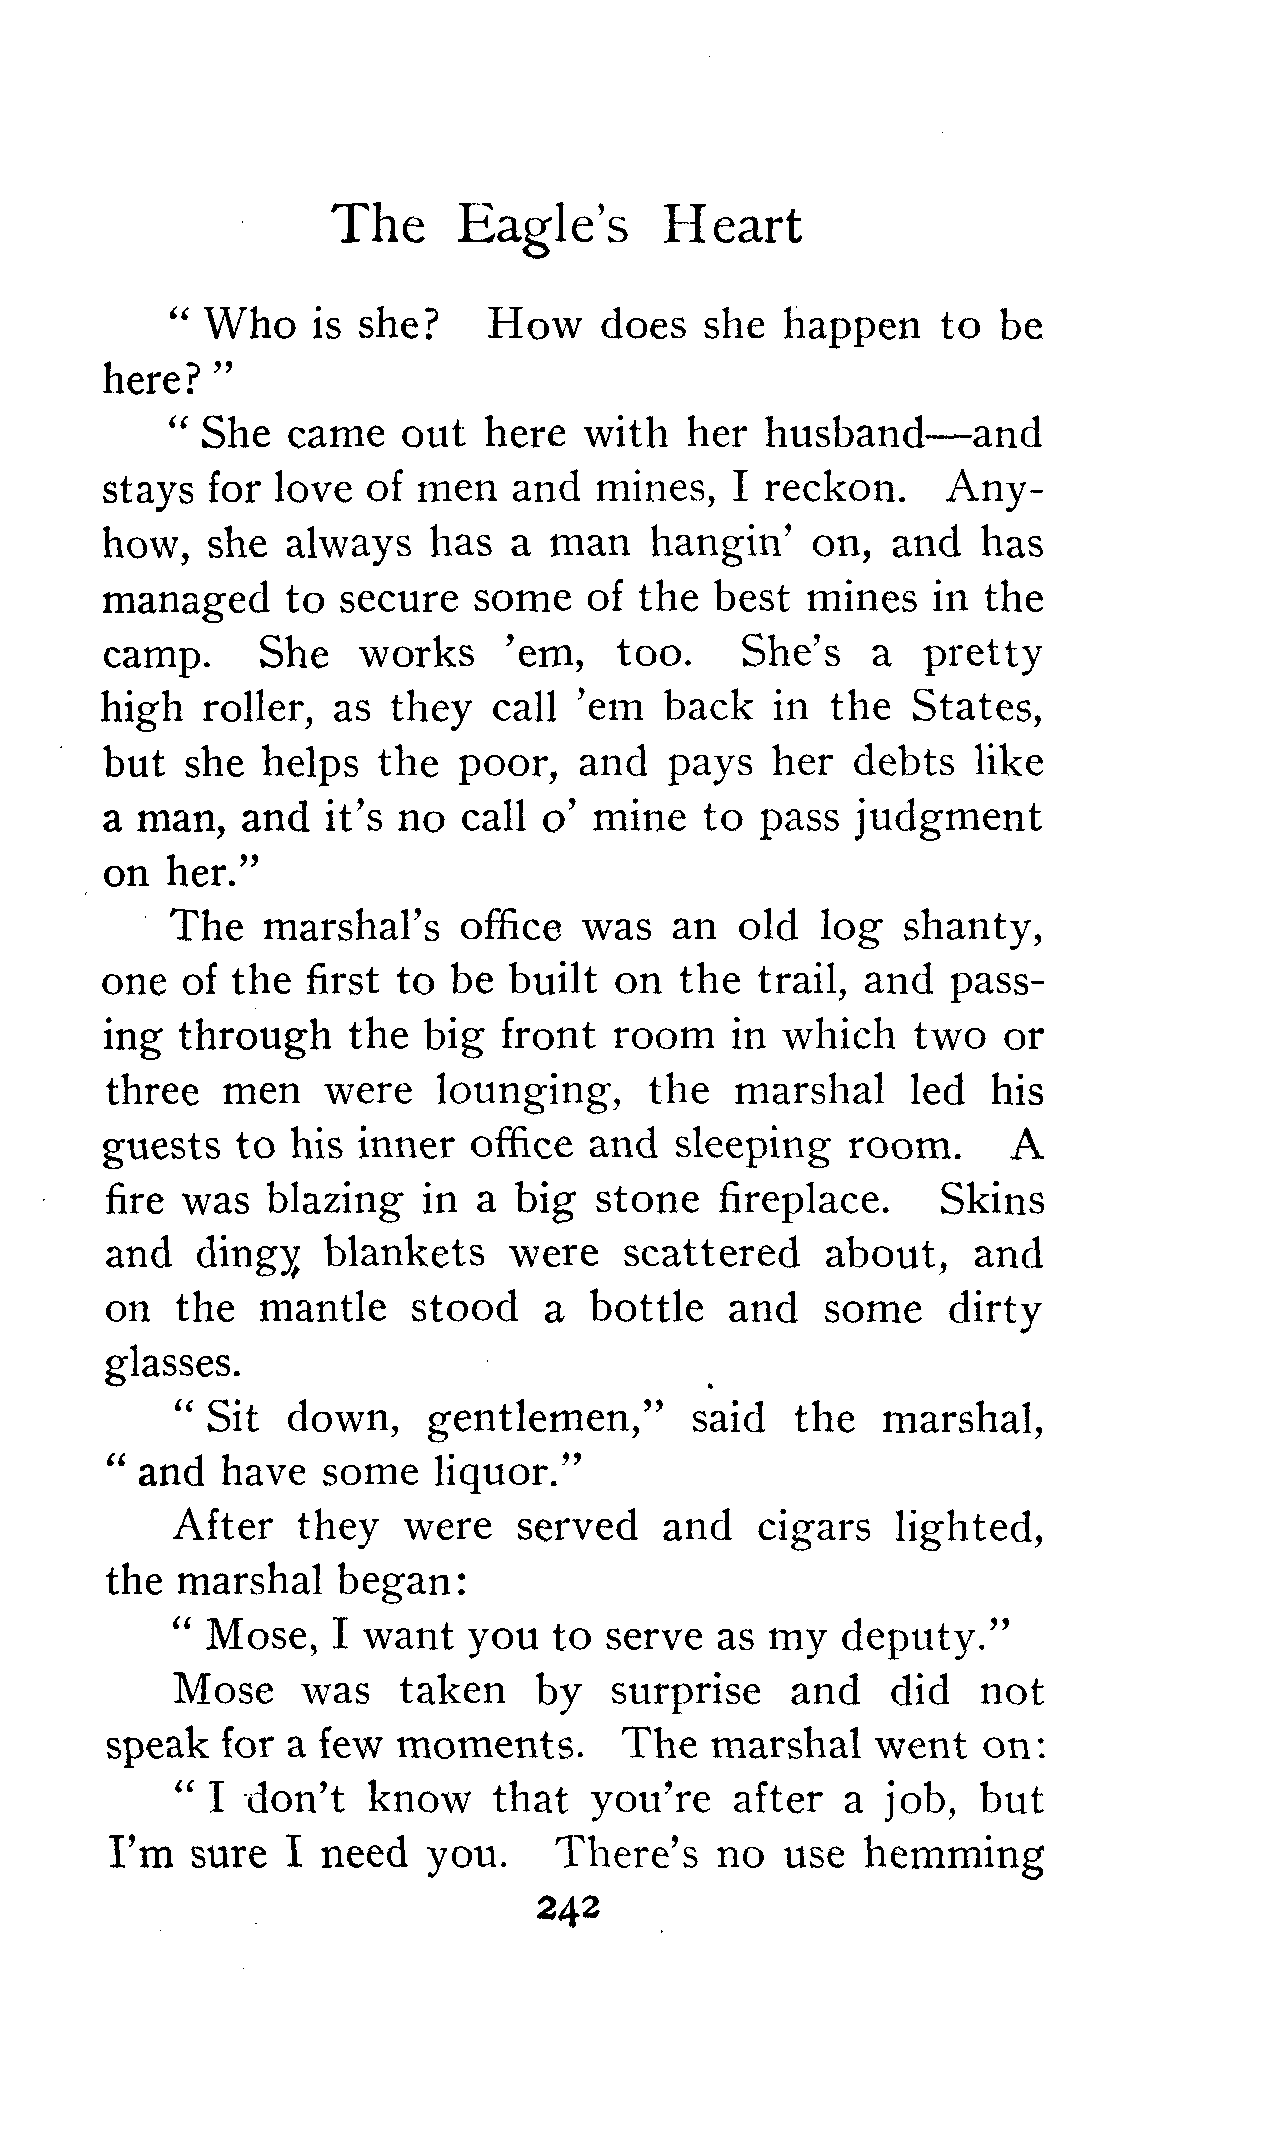 The Eagle's Heart
" Who is she? How does she happen to be
here? "
" She came out here with her husband—and
stays for love of men and mines, I reckon. Any-
how, she always has a man hangin' on, and has
managed to secure some of the best mines in the
camp. She works 'em, too. She's a pretty
high roller, as they call 'em back in the States,
but she helps the poor, and pays her debts like
a man, and it's no call o' mine to pass judgment
on her."
The marshal's office was an old log shanty,
one of the first to be built on the trail, and pass-
ing through the big front room in which two or
three men were lounging, the marshal led his
guests to his inner office and sleeping room. A
fire was blazing in a big stone fireplace. Skins
and dingy blankets were scattered about, and
on the mantle stood a bottle and some dirty
glasses.
" Sit down, gentlemen," said the marshal,
" and have some liquor."
After they were served and cigars lighted,
the marshal began:
" Mose, I want you to serve as my deputy."
Mose was taken by surprise and did not
speak for a few moments. The marshal went on:
" I don't know that you're after a job, but
I'm sure I need you. There's no use hemming
242